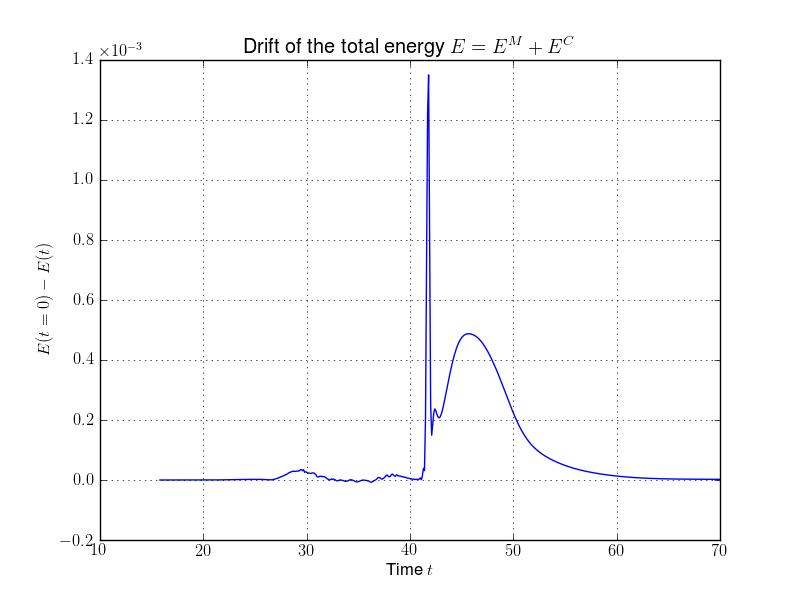 Drift of the total energy E = E^M + E^C
×10⁻³
1.4
1.2
1.0
0.8
0.6
0.4
0.2
0.0
−0.2
E(t = 0) − E(t)
10 20 30 40 50 60 70
Time t